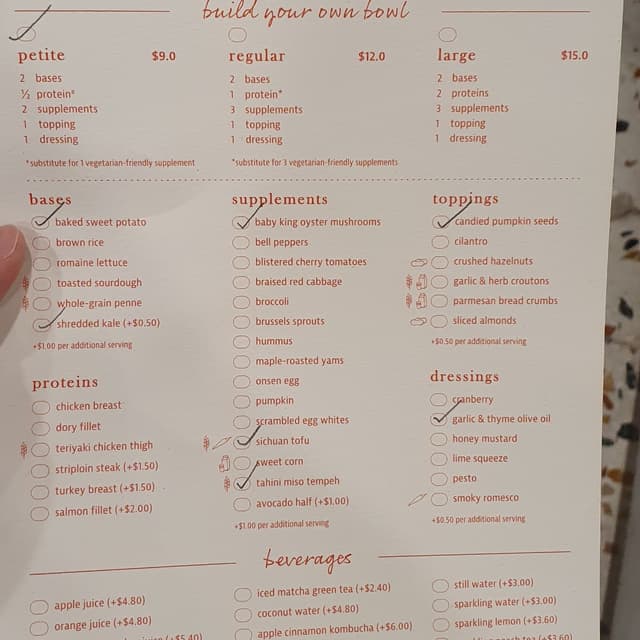 build your own bowl
petite $9.0
2 bases
½ protein*
2 supplements
1 topping
1 dressing
*substitute for 1 vegetarian-friendly supplement
regular $12.0
2 bases
1 protein*
3 supplements
1 topping
1 dressing
*substitute for 3 vegetarian-friendly supplements
large $15.0
2 bases
2 proteins
3 supplements
1 topping
1 dressing
bases
baked sweet potato
brown rice
romaine lettuce
toasted sourdough
whole-grain penne
shredded kale (+$0.50)
+$1.00 per additional serving
proteins
chicken breast
dory fillet
teriyaki chicken thigh
striploin steak (+$1.50)
turkey breast (+$1.50)
salmon fillet (+$2.00)
supplements
baby king oyster mushrooms
bell peppers
blistered cherry tomatoes
braised red cabbage
broccoli
brussels sprouts
hummus
maple-roasted yams
onsen egg
pumpkin
scrambled egg whites
sichuan tofu
sweet corn
tahini miso tempeh
avocado half (+$1.00)
+$1.00 per additional serving
toppings
candied pumpkin seeds
cilantro
crushed hazelnuts
garlic & herb croutons
parmesan bread crumbs
sliced almonds
+$0.50 per additional serving
dressings
cranberry
garlic & thyme olive oil
honey mustard
lime squeeze
pesto
smoky romesco
+$0.50 per additional serving
beverages
apple juice (+$4.80)
orange juice (+$4.80)
juice (+$5.40)
iced matcha green tea (+$2.40)
coconut water (+$4.80)
apple cinnamon kombucha (+$6.00)
still water (+$3.00)
sparkling water (+$3.00)
sparkling lemon (+$3.60)
tea (+$3.60)